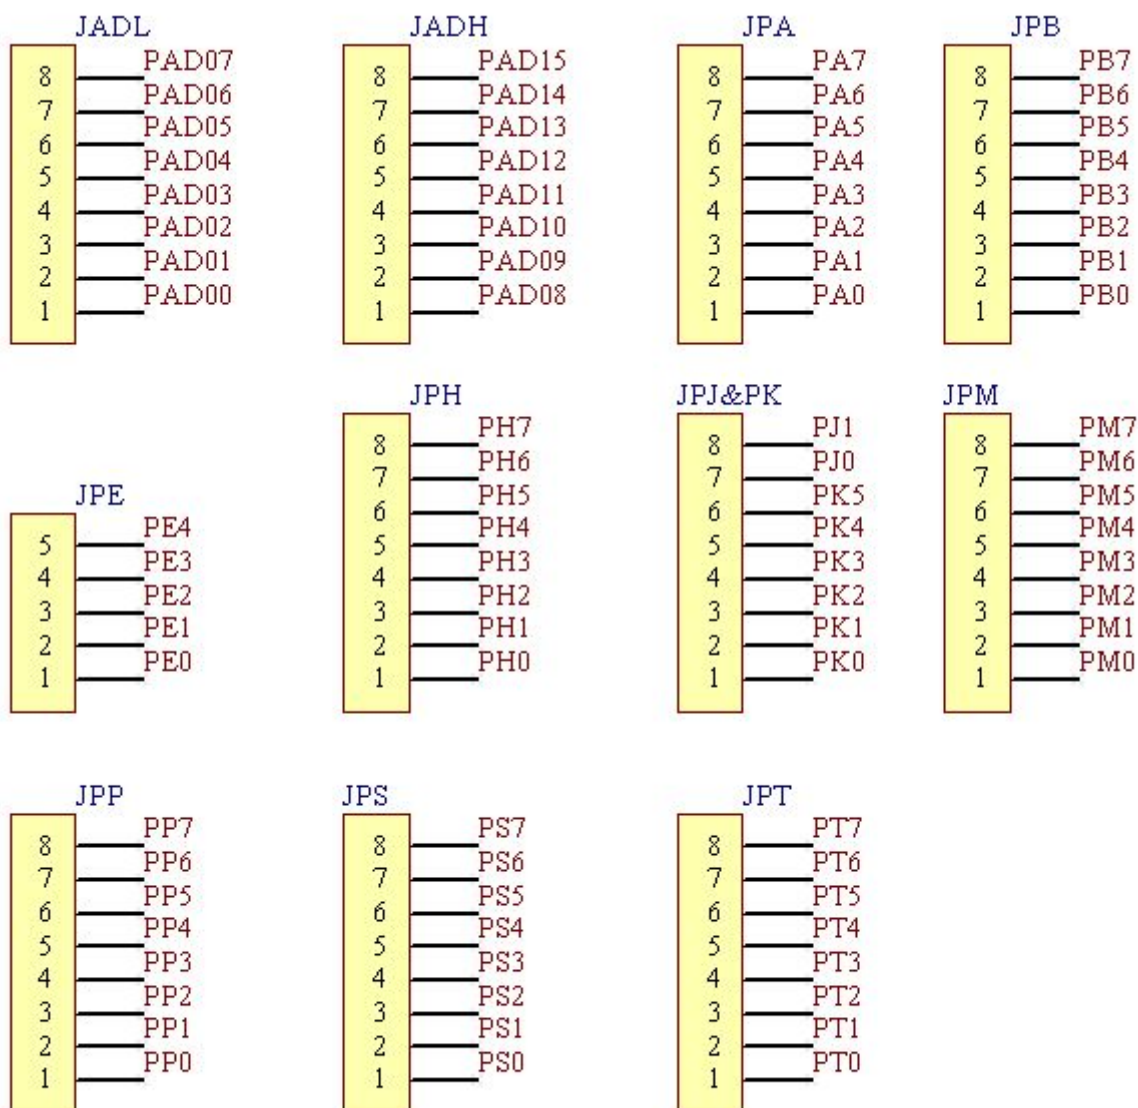 JADL JADH JPA JPB
8 PAD07 8 PAD15 8 PA7 8 PB7
7 PAD06 7 PAD14 7 PA6 7 PB6
6 PAD05 6 PAD13 6 PA5 6 PB5
5 PAD04 5 PAD12 5 PA4 5 PB4
4 PAD03 4 PAD11 4 PA3 4 PB3
3 PAD02 3 PAD10 3 PA2 3 PB2
2 PAD01 2 PAD09 2 PA1 2 PB1
1 PAD00 1 PAD08 1 PA0 1 PB0
JPH JPJ&PK JPM
8 PH7 8 PJ1 8 PM7
7 PH6 7 PJ0 7 PM6
JPE 6 PH5 6 PK5 6 PM5
5 PE4 5 PH4 5 PK4 5 PM4
4 PE3 4 PH3 4 PK3 4 PM3
3 PE2 3 PH2 3 PK2 3 PM2
2 PE1 2 PH1 2 PK1 2 PM1
1 PE0 1 PH0 1 PK0 1 PM0
JPP JPS JPT
8 PP7 8 PS7 8 PT7
7 PP6 7 PS6 7 PT6
6 PP5 6 PS5 6 PT5
5 PP4 5 PS4 5 PT4
4 PP3 4 PS3 4 PT3
3 PP2 3 PS2 3 PT2
2 PP1 2 PS1 2 PT1
1 PP0 1 PS0 1 PT0